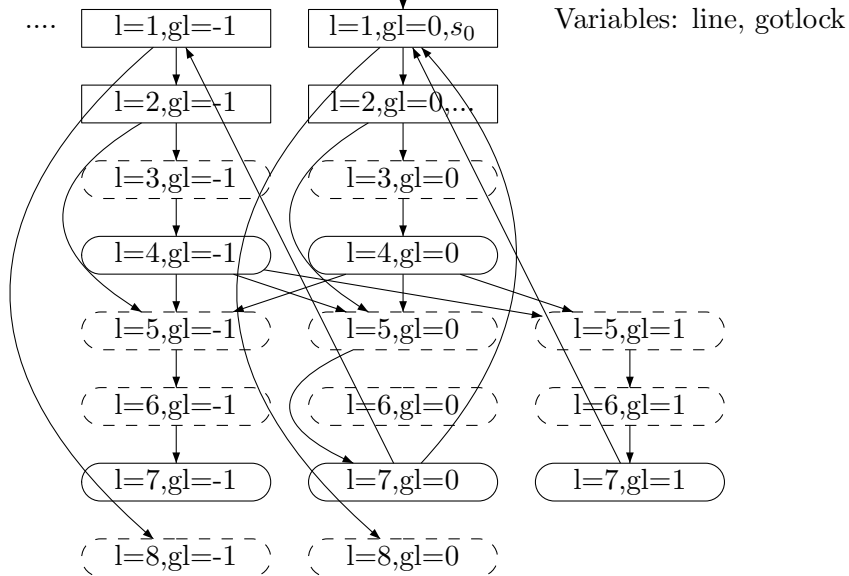 .... l=1,gl=-1 l=1,gl=0,s₀ Variables: line, gotlock
l=2,gl=-1 l=2,gl=0,...
l=3,gl=-1 l=3,gl=0
l=4,gl=-1 l=4,gl=0
l=5,gl=-1 l=5,gl=0 l=5,gl=1
l=6,gl=-1 l=6,gl=0 l=6,gl=1
l=7,gl=-1 l=7,gl=0 l=7,gl=1
l=8,gl=-1 l=8,gl=0